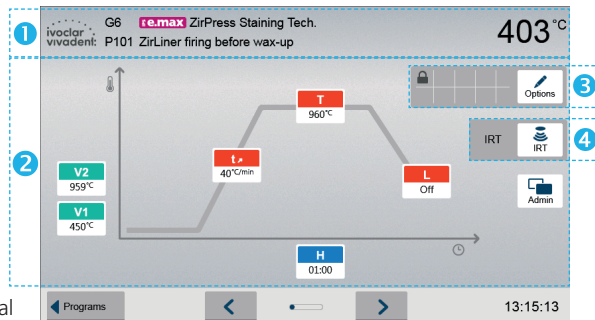 1
ivoclar
vivadent:
G6 e.max ZirPress Staining Tech.
P101 ZirLiner firing before wax-up
403°C
2
3
Options
T
960°C
IRT
IRT
4
t↗
40°C/min
V2
959°C
L
Off
Admin
V1
450°C
H
01:00
al
Programs
13:15:13